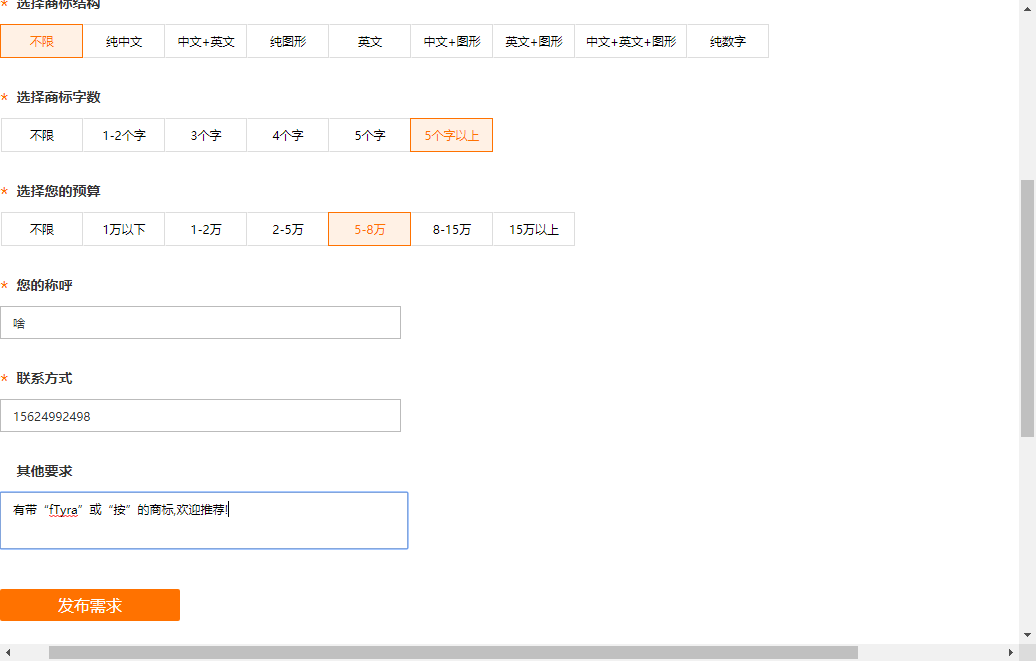 * 选择商标结构
不限 纯中文 中文+英文 纯图形 英文 中文+图形 英文+图形 中文+英文+图形 纯数字
* 选择商标字数
不限 1-2个字 3个字 4个字 5个字 5个字以上
* 选择您的预算
不限 1万以下 1-2万 2-5万 5-8万 8-15万 15万以上
* 您的称呼
啥
* 联系方式
15624992498
其他要求
有带“fTyra”或“按”的商标,欢迎推荐!
发布需求